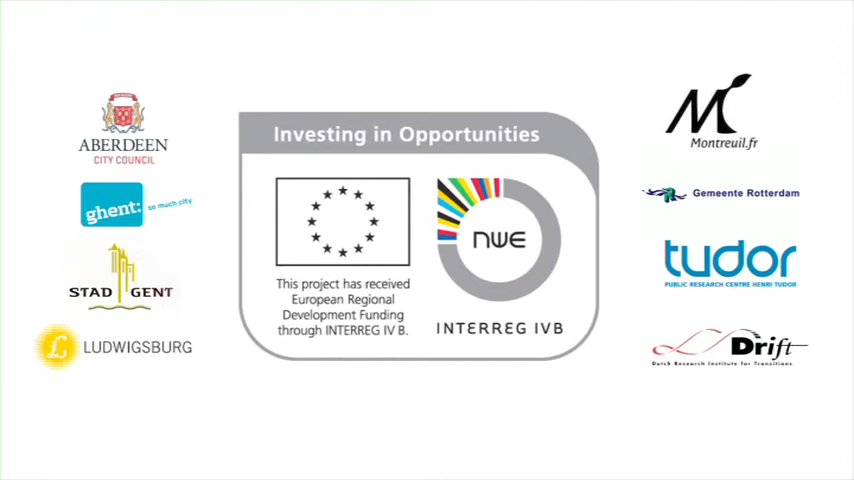 ABERDEEN
CITY COUNCIL
ghent: so much city
STAD GENT
£ LUDWIGSBURG
Investing in Opportunities
This project has received
European Regional
Development Funding
through INTERREG IV B.
NWE
INTERREG IVB
M
Montreuil.fr
Gemeente Rotterdam
tudor
PUBLIC RESEARCH CENTRE HENRI TUDOR
Drift
Dutch Research Institute for Transitions